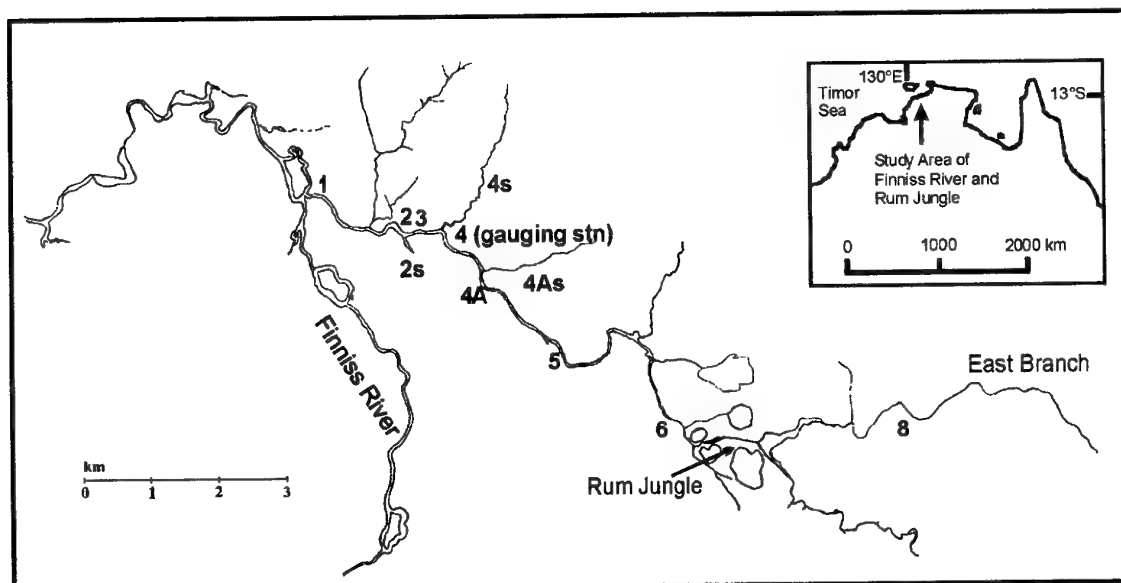 130°E
Timor
Sea
13°S
Study Area of
Finniss River and
Rum Jungle
0 1000 2000 km
1
2 3
4s
4 (gauging stn)
2s
4As
4A
5
Finniss River
East Branch
6
8
Rum Jungle
km
0 1 2 3